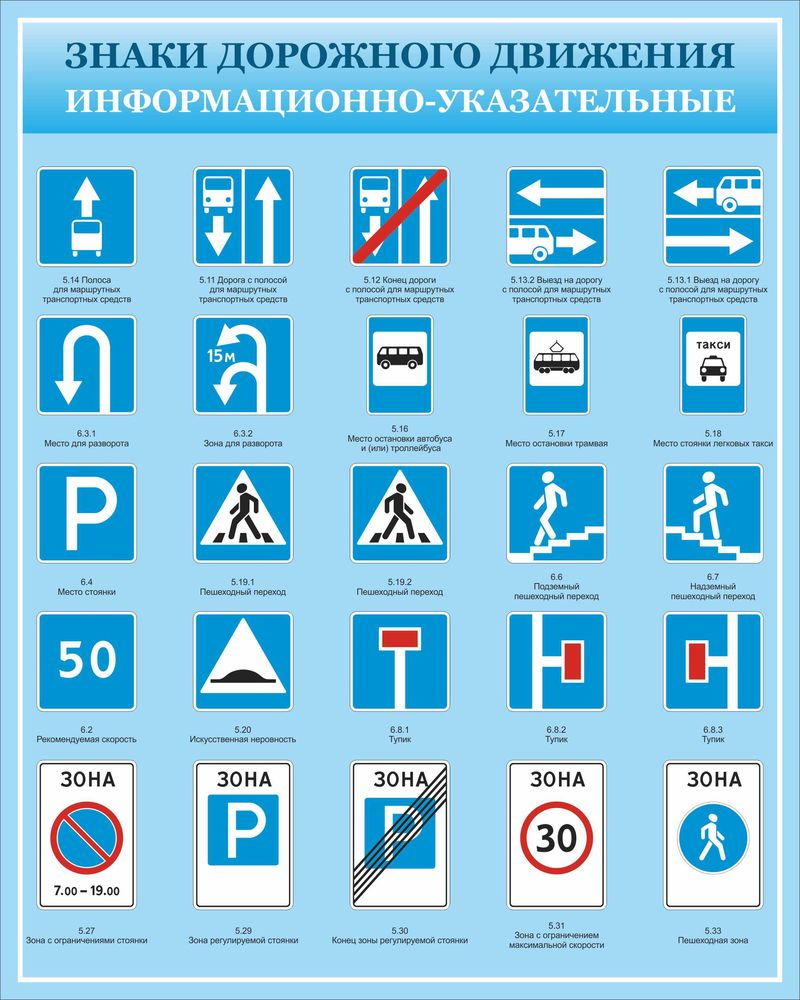 ЗНАКИ ДОРОЖНОГО ДВИЖЕНИЯ
ИНФОРМАЦИОННО-УКАЗАТЕЛЬНЫЕ
5.14 Полоса
для маршрутных
транспортных средств
5.11 Дорога с полосой
для маршрутных
транспортных средств
5.12 Конец дороги
с полосой для маршрутных
транспортных средств
5.13.2 Выезд на дорогу
с полосой для маршрутных
транспортных средств
5.13.1 Выезд на дорогу
с полосой для маршрутных
транспортных средств
15м
такси
6.3.1
Место для разворота
6.3.2
Зона для разворота
5.16
Место остановки автобуса
и (или) троллейбуса
5.17
Место остановки трамвая
5.18
Место стоянки легковых такси
P
6.4
Место стоянки
5.19.1
Пешеходный переход
5.19.2
Пешеходный переход
6.6
Подземный
пешеходный переход
6.7
Надземный
пешеходный переход
50
6.2
Рекомендуемая скорость
5.20
Искусственная неровность
6.8.1
Тупик
6.8.2
Тупик
6.8.3
Тупик
ЗОНА
7.00 – 19.00
ЗОНА
P
ЗОНА
P
ЗОНА
30
ЗОНА
5.27
Зона с ограничениями стоянки
5.29
Зона регулируемой стоянки
5.30
Конец зоны регулируемой стоянки
5.31
Зона с ограничением
максимальной скорости
5.33
Пешеходная зона